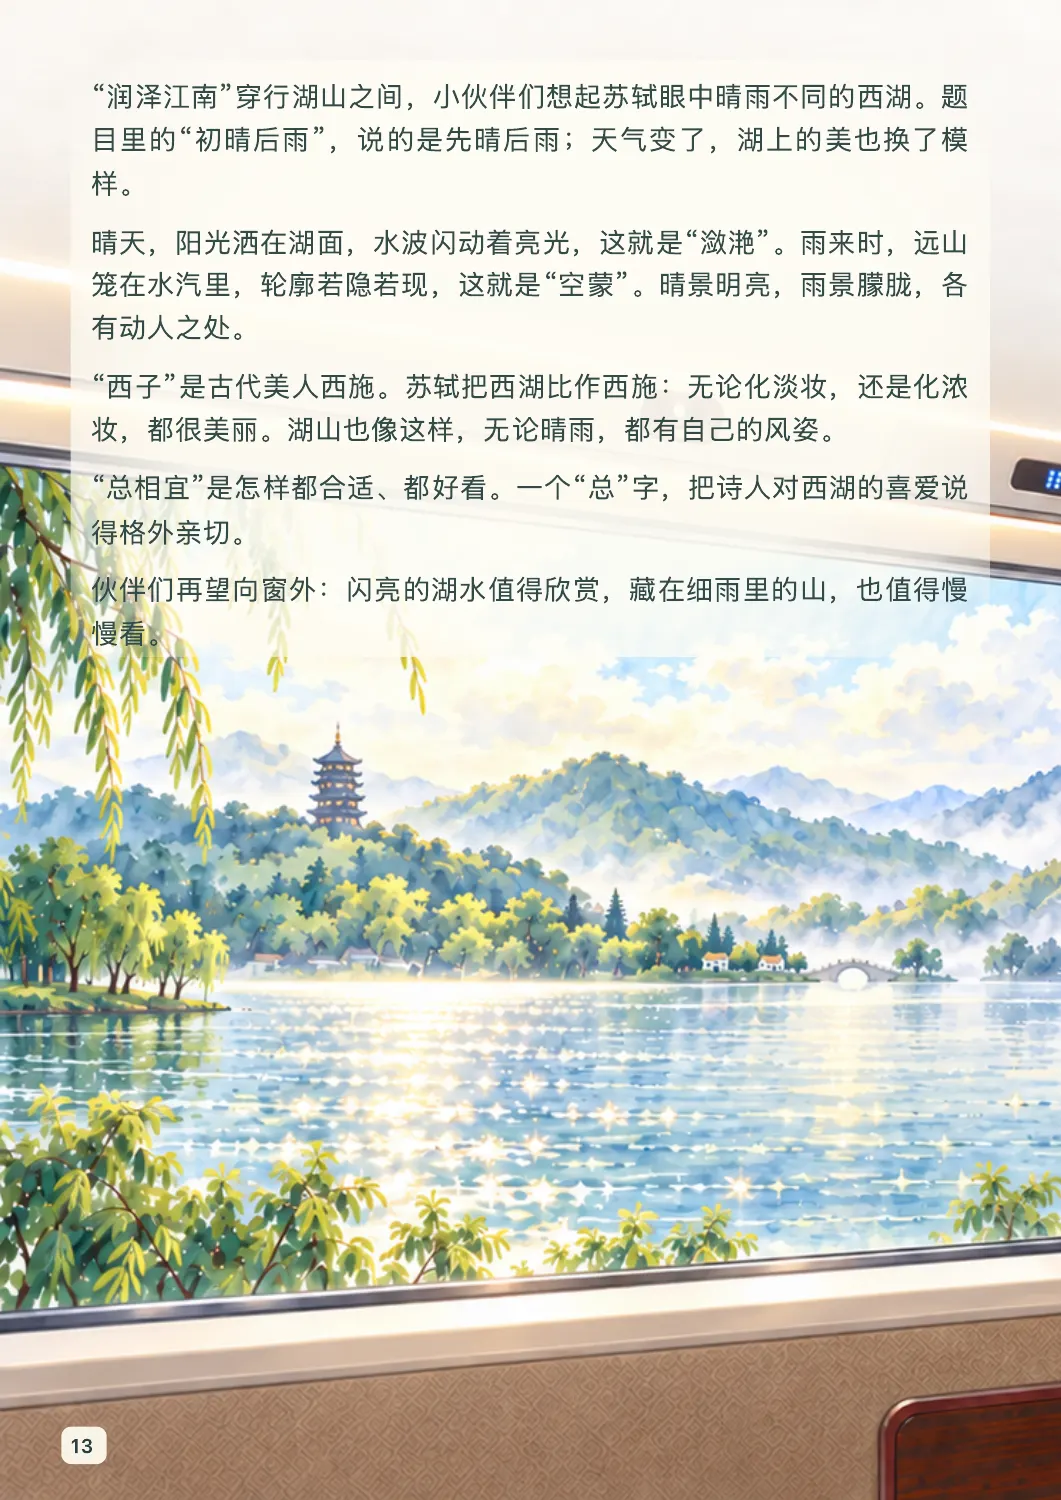 “润泽江南”穿行湖山之间，小伙伴们想起苏轼眼中晴雨不同的西湖。题
目里的“初晴后雨”，说的是先晴后雨；天气变了，湖上的美也换了模
样。
晴天，阳光洒在湖面，水波闪动着亮光，这就是“潋滟”。雨来时，远山
笼在水汽里，轮廓若隐若现，这就是“空蒙”。晴景明亮，雨景朦胧，各
有动人之处。
“西子”是古代美人西施。苏轼把西湖比作西施：无论化淡妆，还是化浓
妆，都很美丽。湖山也像这样，无论晴雨，都有自己的风姿。
“总相宜”是怎样都合适、都好看。一个“总”字，把诗人对西湖的喜爱说
得格外亲切。
伙伴们再望向窗外：闪亮的湖水值得欣赏，藏在细雨里的山，也值得慢
慢看。
13